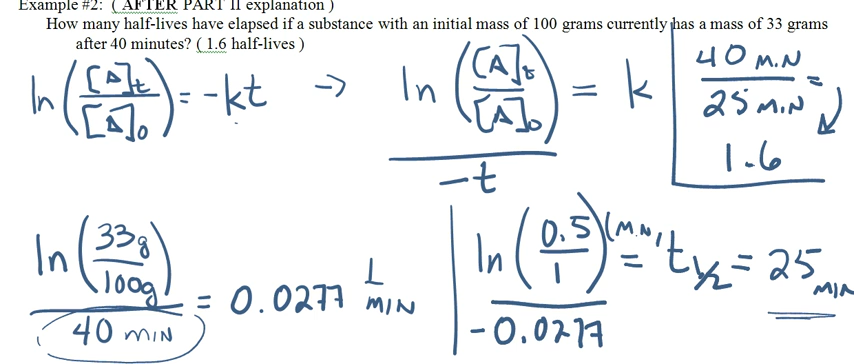 Example #2: ( AFTER PART II explanation )
How many half-lives have elapsed if a substance with an initial mass of 100 grams currently has a mass of 33 grams
after 40 minutes? ( 1.6 half-lives )
ln([A]t/[A]0) = -kt → ln([A]t/[A]0)/-t = k
40 MIN/25 MIN =
1.6
ln(33g/100g)/40 MIN = 0.0277 1/MIN
ln(0.5/1)/-0.0277 (MIN) = t1/2 = 25 MIN